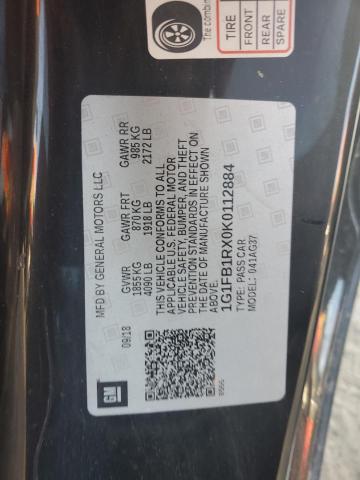 MFD BY GENERAL MOTORS LLC
09/18
GVWR GAWR FRT GAWR RR
1855 KG 870 KG 985 KG
4090 LB 1918 LB 2172 LB
THIS VEHICLE CONFORMS TO ALL
APPLICABLE U.S. FEDERAL MOTOR
VEHICLE SAFETY, BUMPER, AND THEFT
PREVENTION STANDARDS IN EFFECT ON
THE DATE OF MANUFACTURE SHOWN
ABOVE.
1G1FB1RX0K0112884
TYPE: PASS CAR
MODEL: 041AG37
GM
The combin
TIRE
FRONT
REAR
SPARE